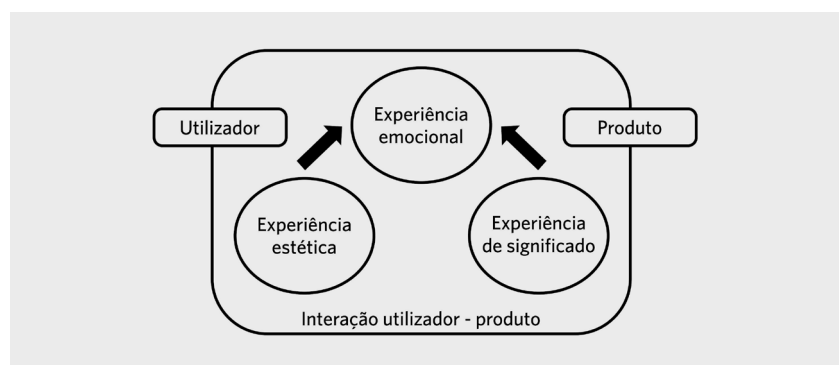 Utilizador
Experiência
emocional
Produto
Experiência
estética
Experiência
de significado
Interação utilizador - produto